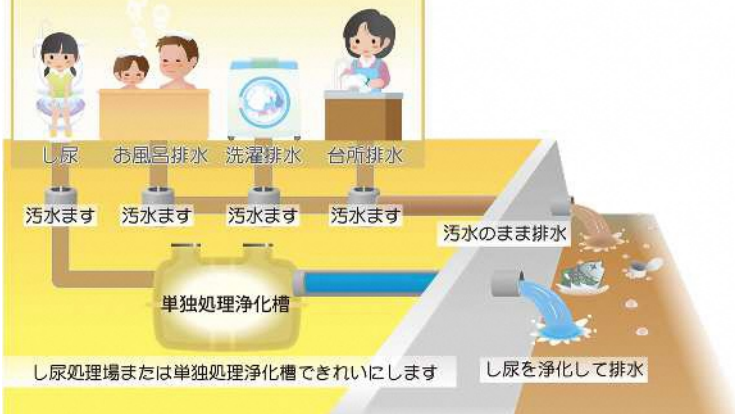 し尿
お風呂排水
洗濯排水
台所排水
汚水ます
汚水ます
汚水ます
汚水ます
汚水のまま排水
単独処理浄化槽
し尿処理場または単独処理浄化槽できれいにします
し尿を浄化して排水